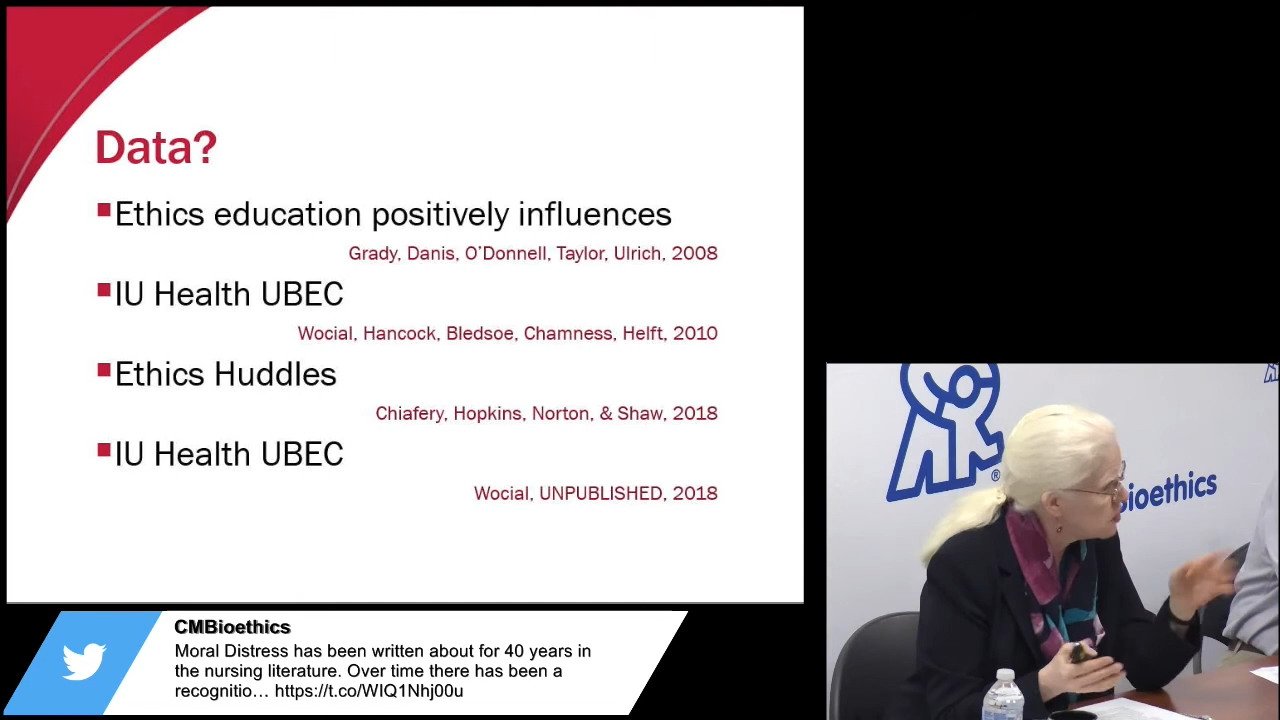 Data?
Ethics education positively influences
Grady, Danis, O'Donnell, Taylor, Ulrich, 2008
IU Health UBEC
Wocial, Hancock, Bledsoe, Chamness, Helft, 2010
Ethics Huddles
Chiafery, Hopkins, Norton, & Shaw, 2018
IU Health UBEC
Wocial, UNPUBLISHED, 2018
®
Bioethics
CMBioethics
Moral Distress has been written about for 40 years in
the nursing literature. Over time there has been a
recognitio… https://t.co/WIQ1Nhj00u